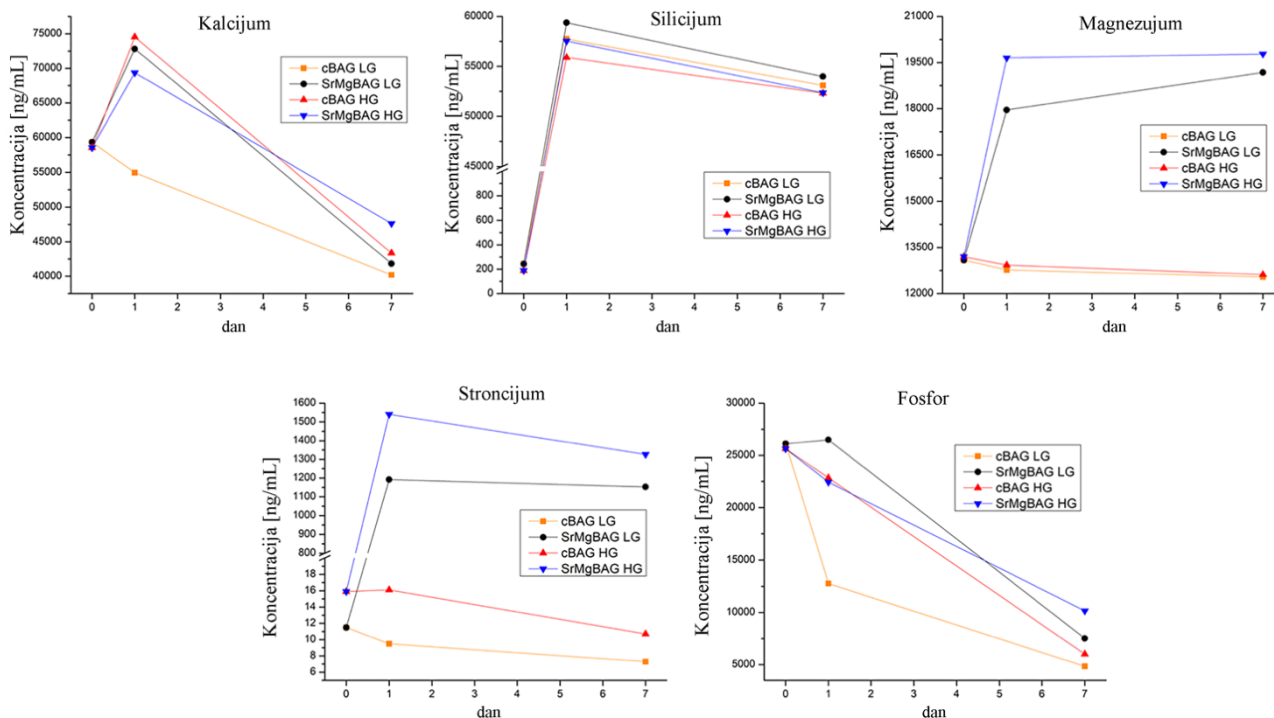 Kalcijum
Koncentracija [ng/mL]
75000
70000
65000
60000
55000
50000
45000
40000
cBAG LG
SrMgBAG LG
cBAG HG
SrMgBAG HG
0 1 2 3 4 5 6 7
dan
Silicijum
Koncentracija [ng/mL]
60000
55000
50000
45000
800
600
400
200
0
cBAG LG
SrMgBAG LG
cBAG HG
SrMgBAG HG
0 1 2 3 4 5 6 7
dan
Magnezujum
Koncentracija [ng/mL]
21000
19500
18000
16500
15000
13500
12000
cBAG LG
SrMgBAG LG
cBAG HG
SrMgBAG HG
0 1 2 3 4 5 6 7
dan
Stroncijum
Koncentracija [ng/mL]
1600
1500
1400
1300
1200
1100
1000
900
800
18
16
14
12
10
8
6
cBAG LG
SrMgBAG LG
cBAG HG
SrMgBAG HG
0 1 2 3 4 5 6 7
dan
Fosfor
Koncentracija [ng/mL]
30000
25000
20000
15000
10000
5000
cBAG LG
SrMgBAG LG
cBAG HG
SrMgBAG HG
0 1 2 3 4 5 6 7
dan